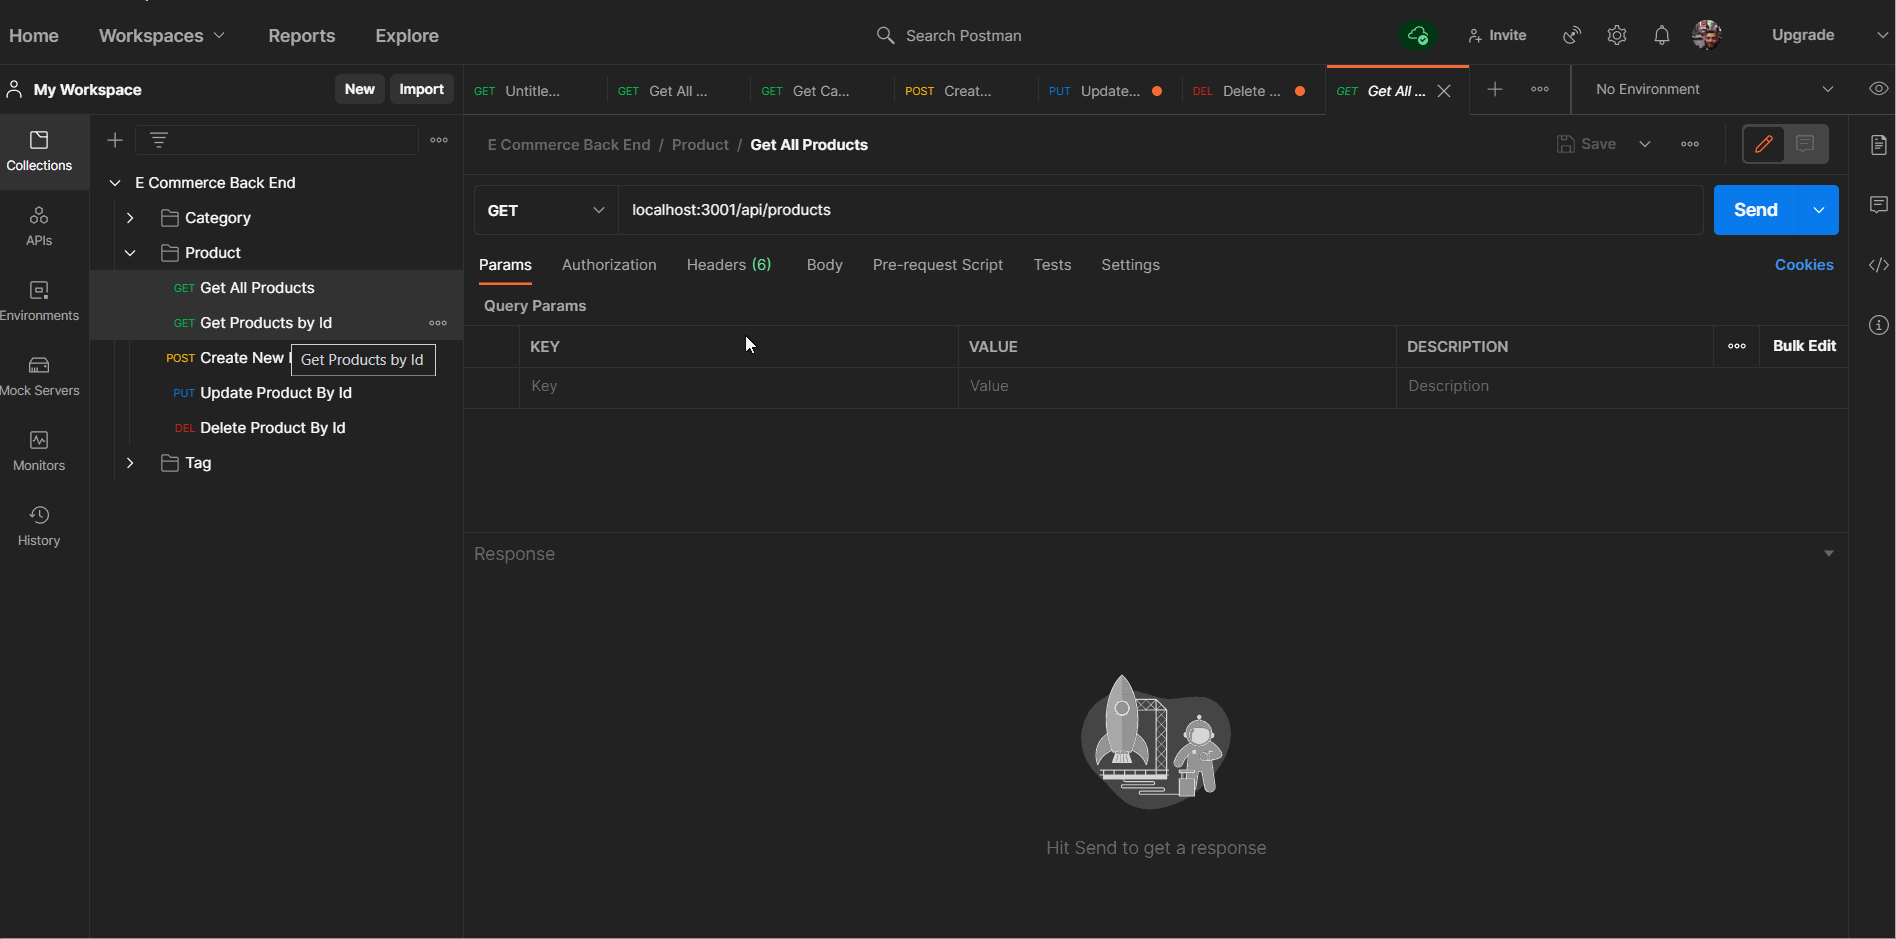 Home Workspaces Reports Explore Search Postman Invite Upgrade
My Workspace New Import GET Untitle... GET Get All ... GET Get Ca... POST Creat... PUT Update... DEL Delete ... GET Get All ... No Environment
Collections
APIs
Environments
Mock Servers
Monitors
History
E Commerce Back End
Category
Product
GET Get All Products
GET Get Products by Id
POST Create New
Get Products by Id
PUT Update Product By Id
DEL Delete Product By Id
Tag
E Commerce Back End / Product / Get All Products Save
GET localhost:3001/api/products Send
Params Authorization Headers (6) Body Pre-request Script Tests Settings Cookies
Query Params
KEY VALUE DESCRIPTION Bulk Edit
Key Value Description
Response
Hit Send to get a response